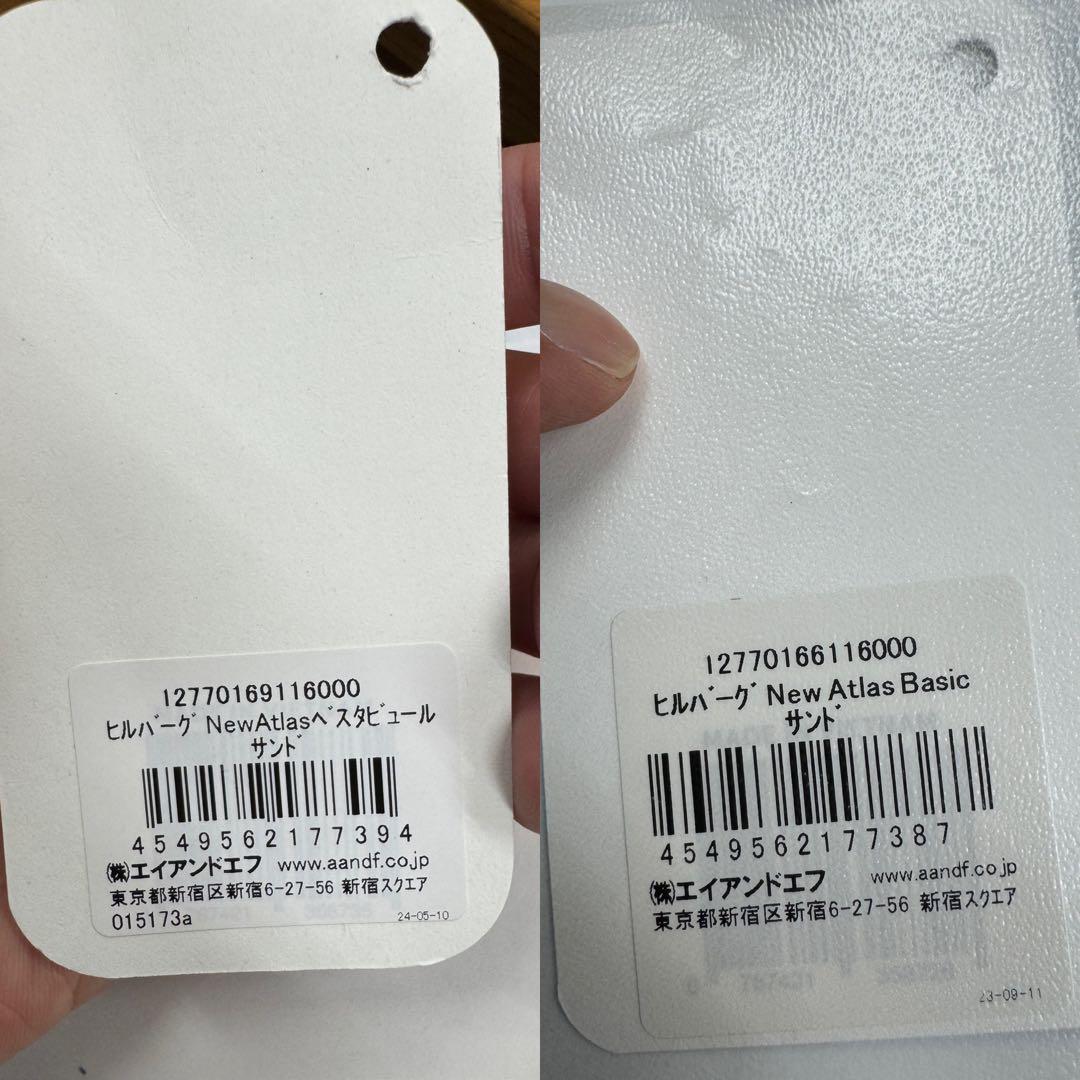 12770169116000
ﾋﾙﾊﾞｰｸﾞ NewAtlasﾍﾞｽﾀﾋﾞｭｰﾙ
ｻﾝﾄﾞ
4549562177394
㈱エイアンドエフ www.aandf.co.jp
東京都新宿区新宿6-27-56 新宿ｽｸｴｱ
015173a 24-05-10
12770166116000
ﾋﾙﾊﾞｰｸﾞ New Atlas Basic
ｻﾝﾄﾞ
4549562177387
㈱エイアンドエフ www.aandf.co.jp
東京都新宿区新宿6-27-56 新宿ｽｸｴｱ
23-09-11